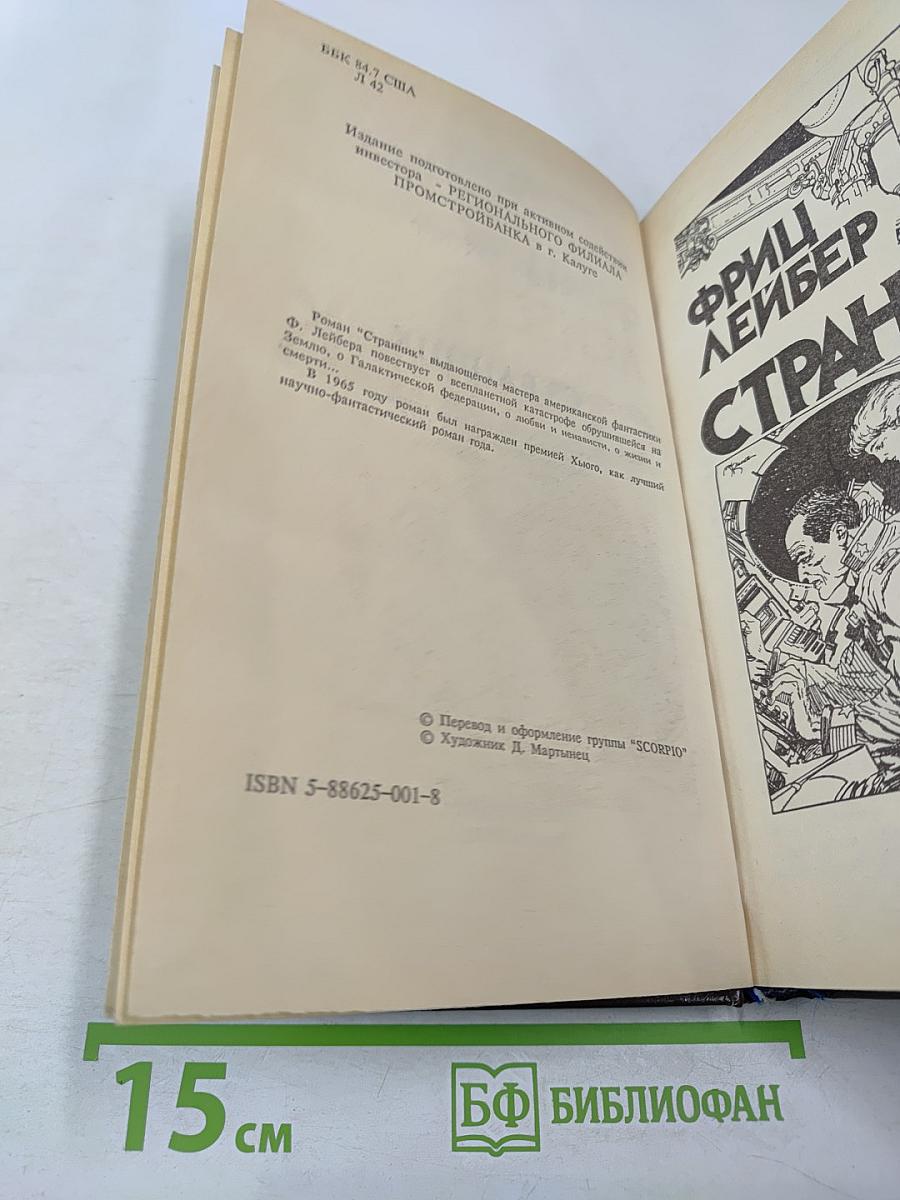 ББК 84.7 США
Л 42
Издание подготовлено при активном содействии
инвестора - РЕГИОНАЛЬНОГО ФИЛИАЛА
ПРОМСТРОЙБАНКА в г. Калуге
Роман "Странник" выдающегося мастера американской фантастики
Ф. Лейбера повествует о всепланетной катастрофе обрушившейся на
Землю, о Галактической федерации, о любви и ненависти, о жизни и
смерти...
В 1965 году роман был награжден премией Хьюго, как лучший
научно-фантастический роман года.
© Перевод и оформление группы "SCORPIO"
© Художник Д. Мартынец
ISBN 5-88625-001-8
ФРИЦ
ЛЕЙБЕР
СТРАН
15 см
БФ БИБЛИОФАН